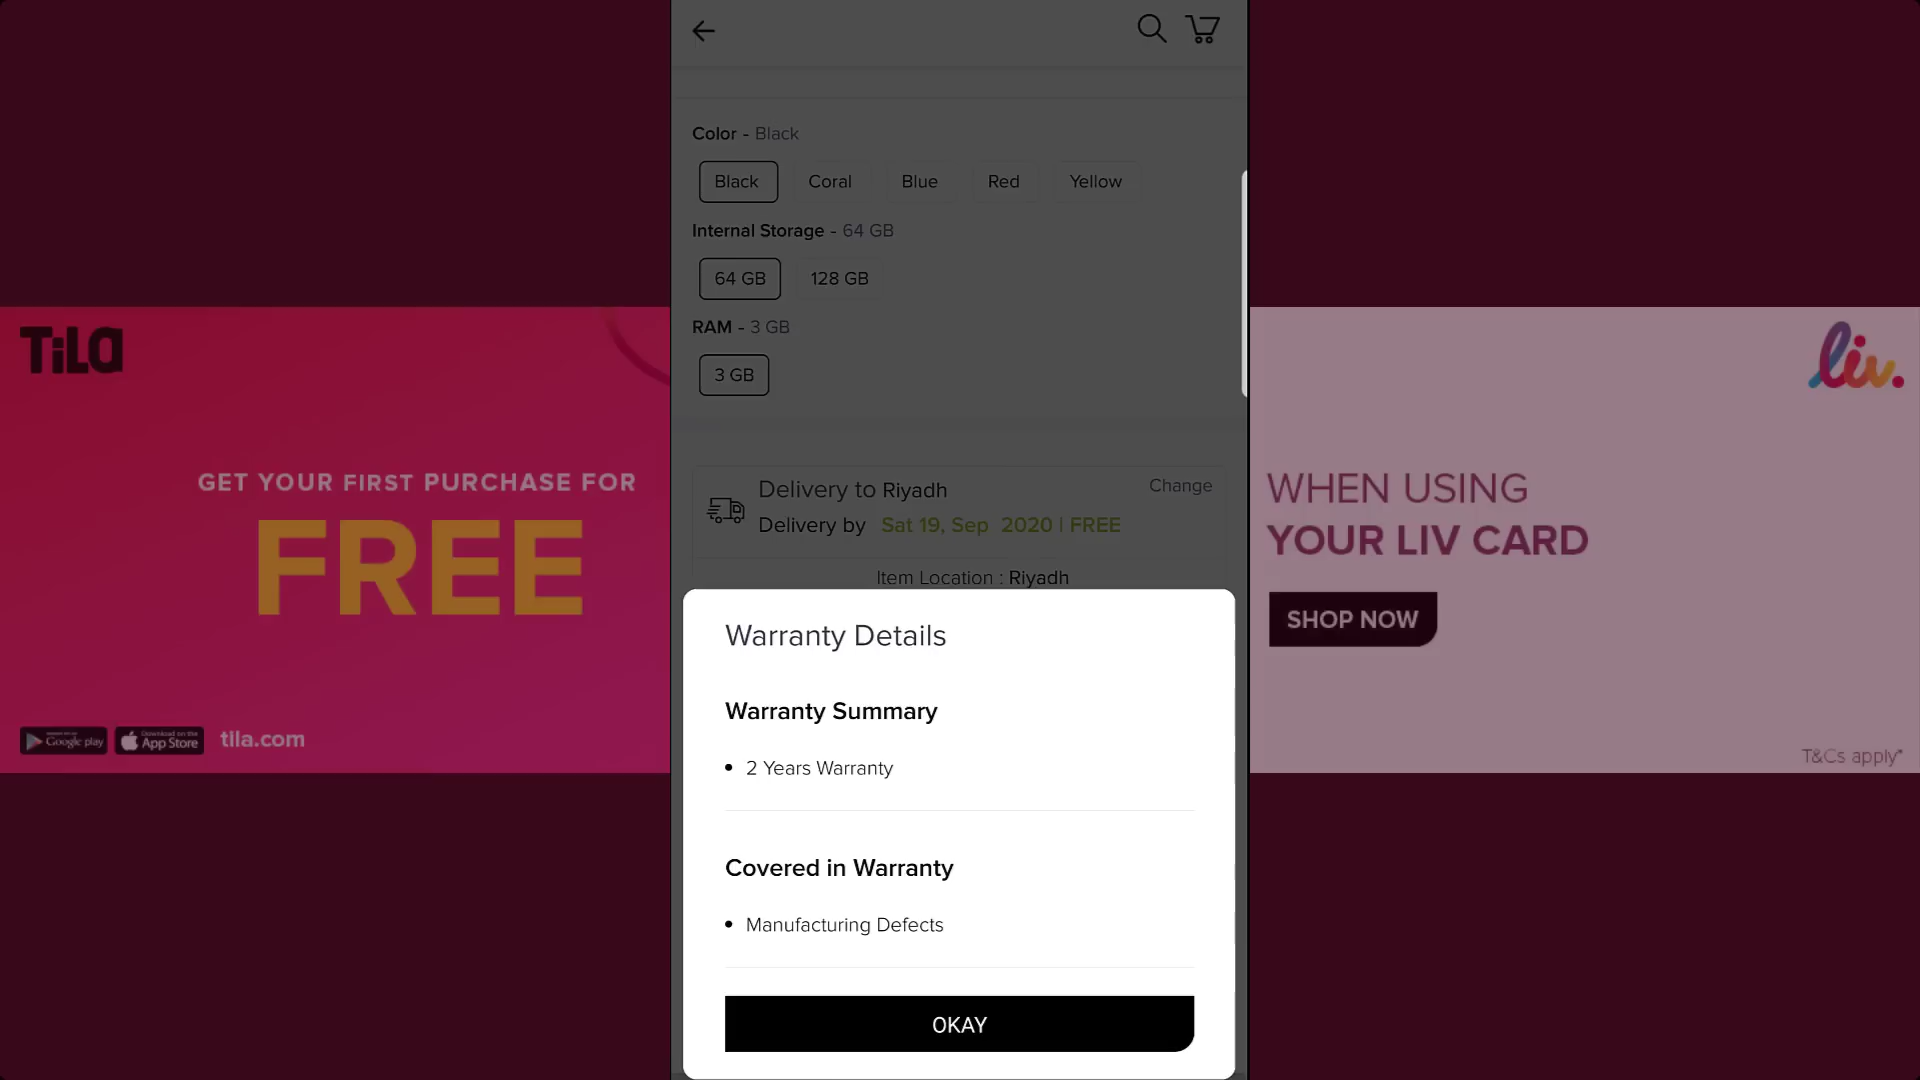 TiLa
GET YOUR FIRST PURCHASE FOR
FREE
Google play
Download on the
App Store
tila.com
Color - Black
Black
Coral
Blue
Red
Yellow
Internal Storage - 64 GB
64 GB
128 GB
RAM - 3 GB
3 GB
Delivery to Riyadh
Change
Delivery by Sat 19, Sep 2020 | FREE
Item Location : Riyadh
Warranty Details
Warranty Summary
• 2 Years Warranty
Covered in Warranty
• Manufacturing Defects
OKAY
liv.
WHEN USING
YOUR LIV CARD
SHOP NOW
T&Cs apply*